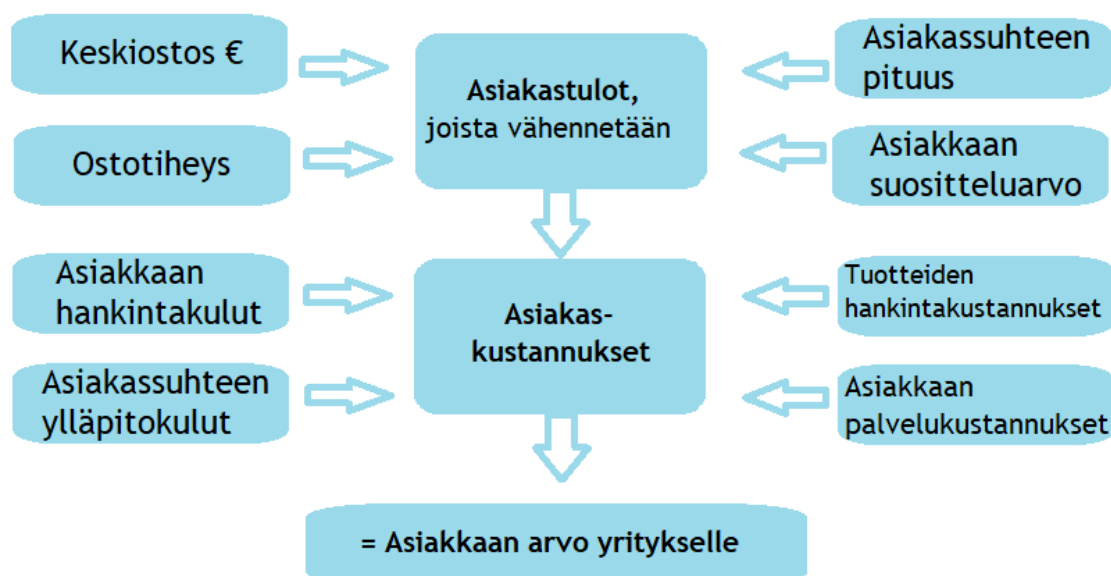 Keskiostos €
Asiakastulot,
joista vähennetään
Asiakassuhteen
pituus
Ostotiheys
Asiakkaan
suositteluarvo
Asiakkaan
hankintakulut
Asiakas-
kustannukset
Tuotteiden
hankintakustannukset
Asiakassuhteen
ylläpitokulut
Asiakkaan
palvelukustannukset
= Asiakkaan arvo yritykselle